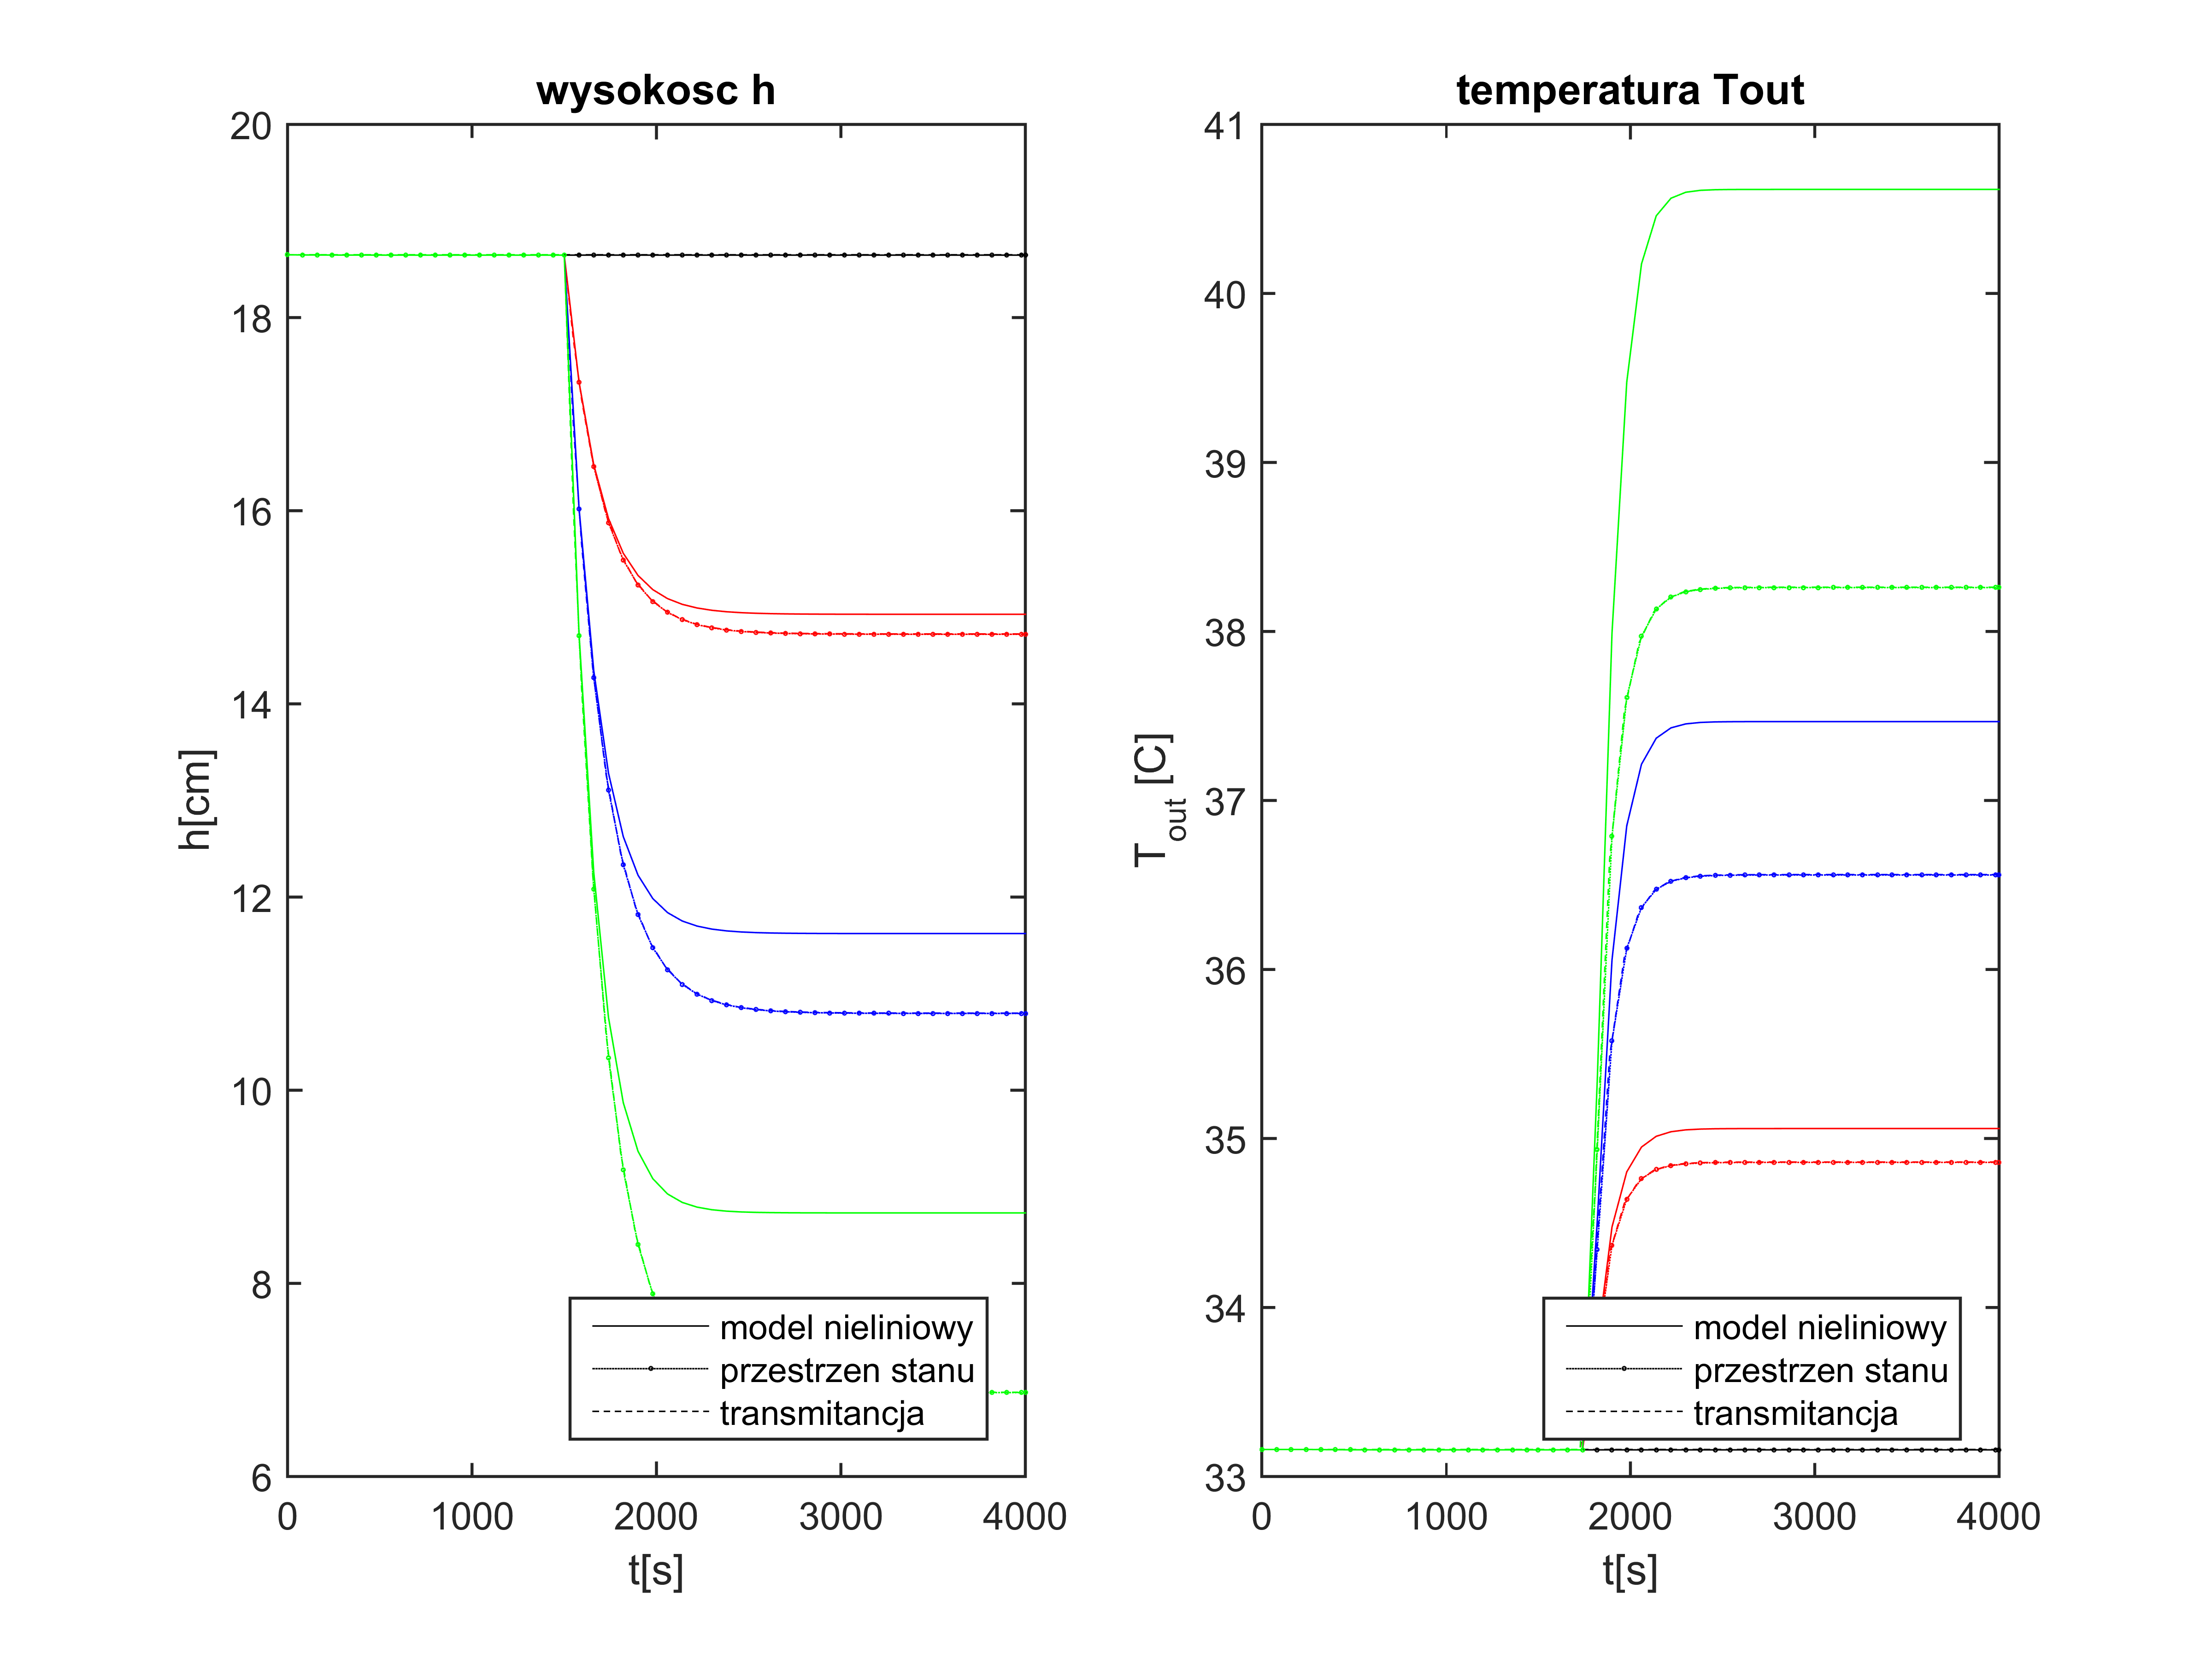 wysokosc h
20
18
16
14
12
10
8
6
h[cm]
0 1000 2000 3000 4000
t[s]
model nieliniowy
przestrzen stanu
transmitancja
temperatura Tout
41
40
39
38
37
36
35
34
33
T_out [C]
0 1000 2000 3000 4000
t[s]
model nieliniowy
przestrzen stanu
transmitancja